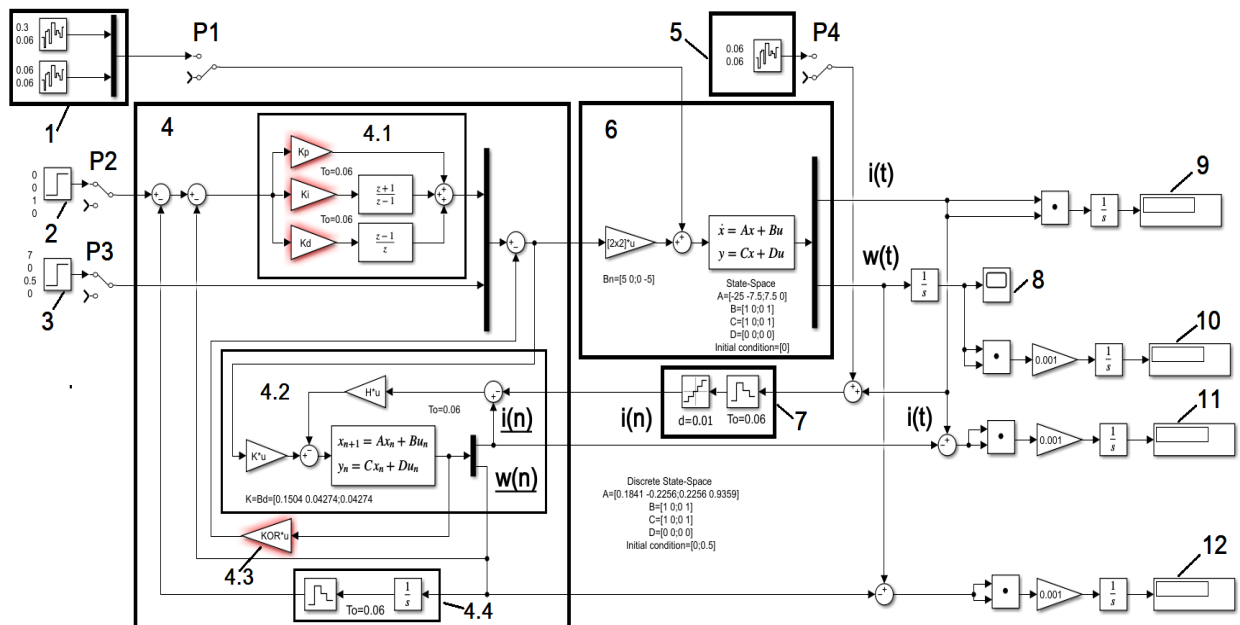 0.3
0.06
0.06
0.06
1
P1
5
0.06
0.06
P4
4
4.1
Kp
To=0.06
Ki
z+1
z-1
To=0.06
Kd
z-1
z
6
[2x2]*u
Bn=[5 0;0 -5]
ẋ = Ax + Bu
y = Cx + Du
State-Space
A=[-25 -7.5;7.5 0]
B=[1 0;0 1]
C=[1 0;0 1]
D=[0 0;0 0]
Initial condition=[0]
P2
0
0
1
0
2
P3
7
0
0.5
0
3
i(t)
w(t)
1
s
9
1
s
8
10
0.001
1
s
4.2
H*u
To=0.06
i(n)
w(n)
K*u
xn+1 = Axn + Bun
yn = Cxn + Dun
K=Bd=[0.1504 0.04274;0.04274
KOR*u
4.3
i(n)
d=0.01
To=0.06
7
i(t)
11
0.001
1
s
Discrete State-Space
A=[0.1841 -0.2256;0.2256 0.9359]
B=[1 0;0 1]
C=[1 0;0 1]
D=[0 0;0 0]
Initial condition=[0;0.5]
To=0.06
1
s
4.4
12
0.001
1
s